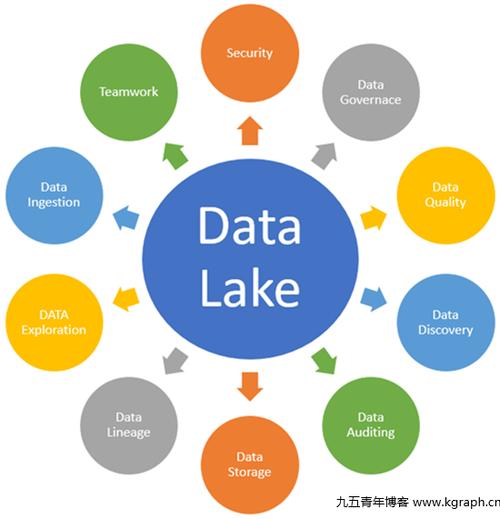 Security
Data
Governace
Data
Quality
Data
Discovery
Data
Auditing
Data
Storage
Data
Lineage
DATA
Exploration
Data
Ingestion
Teamwork
Data
Lake
九五青年博客 www.kgraph.cn